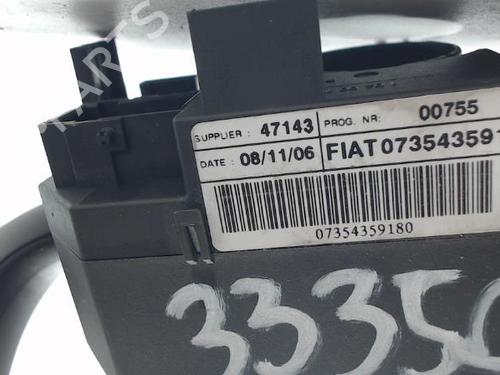 SUPPLIER : 47143 PROG. NR: 00755
DATE : 08/11/06 FIAT 07354359
07354359180
3335